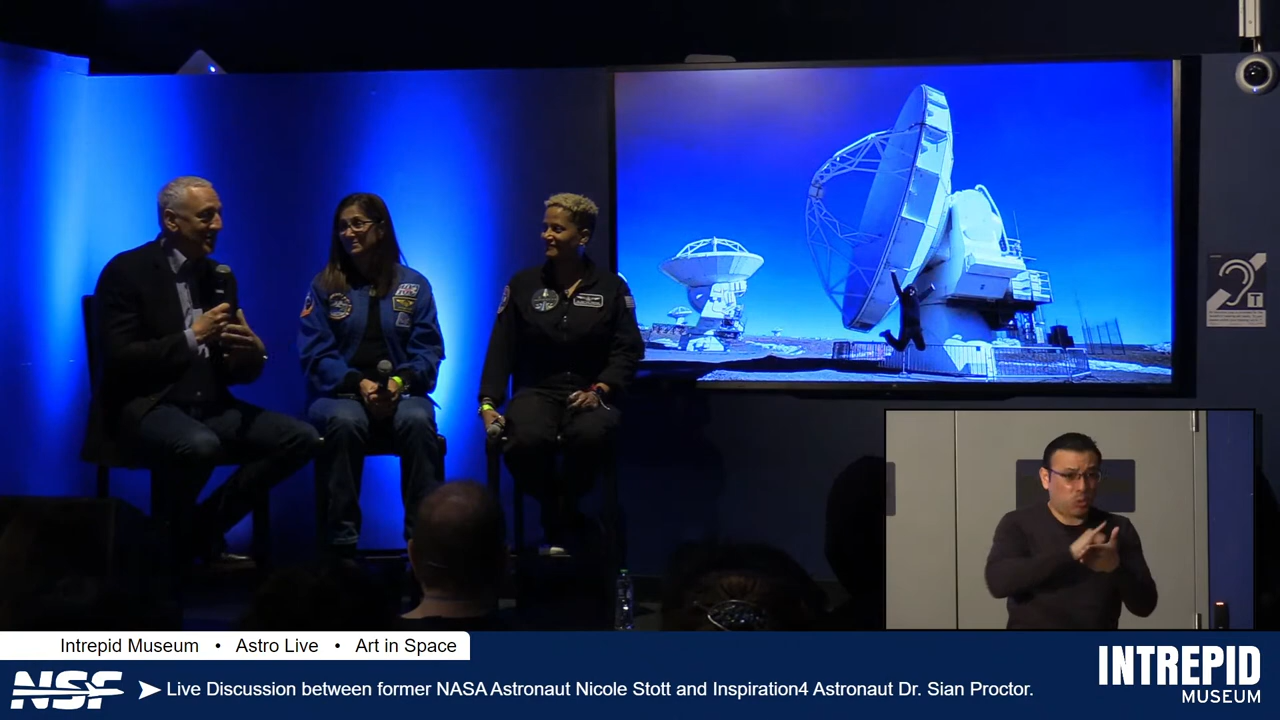 T
Intrepid Museum • Astro Live • Art in Space
NSF
Live Discussion between former NASA Astronaut Nicole Stott and Inspiration4 Astronaut Dr. Sian Proctor.
INTREPID
MUSEUM